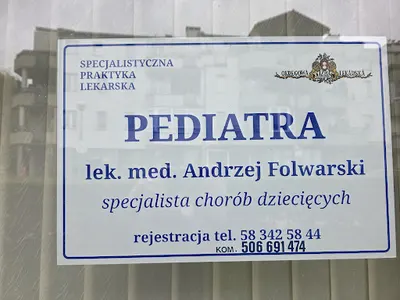 SPECJALISTYCZNA
PRAKTYKA
LEKARSKA
PEDIATRA
lek. med. Andrzej Folwarski
specjalista chorób dziecięcych
rejestracja tel. 58 342 58 44
KOM. 506 691 474